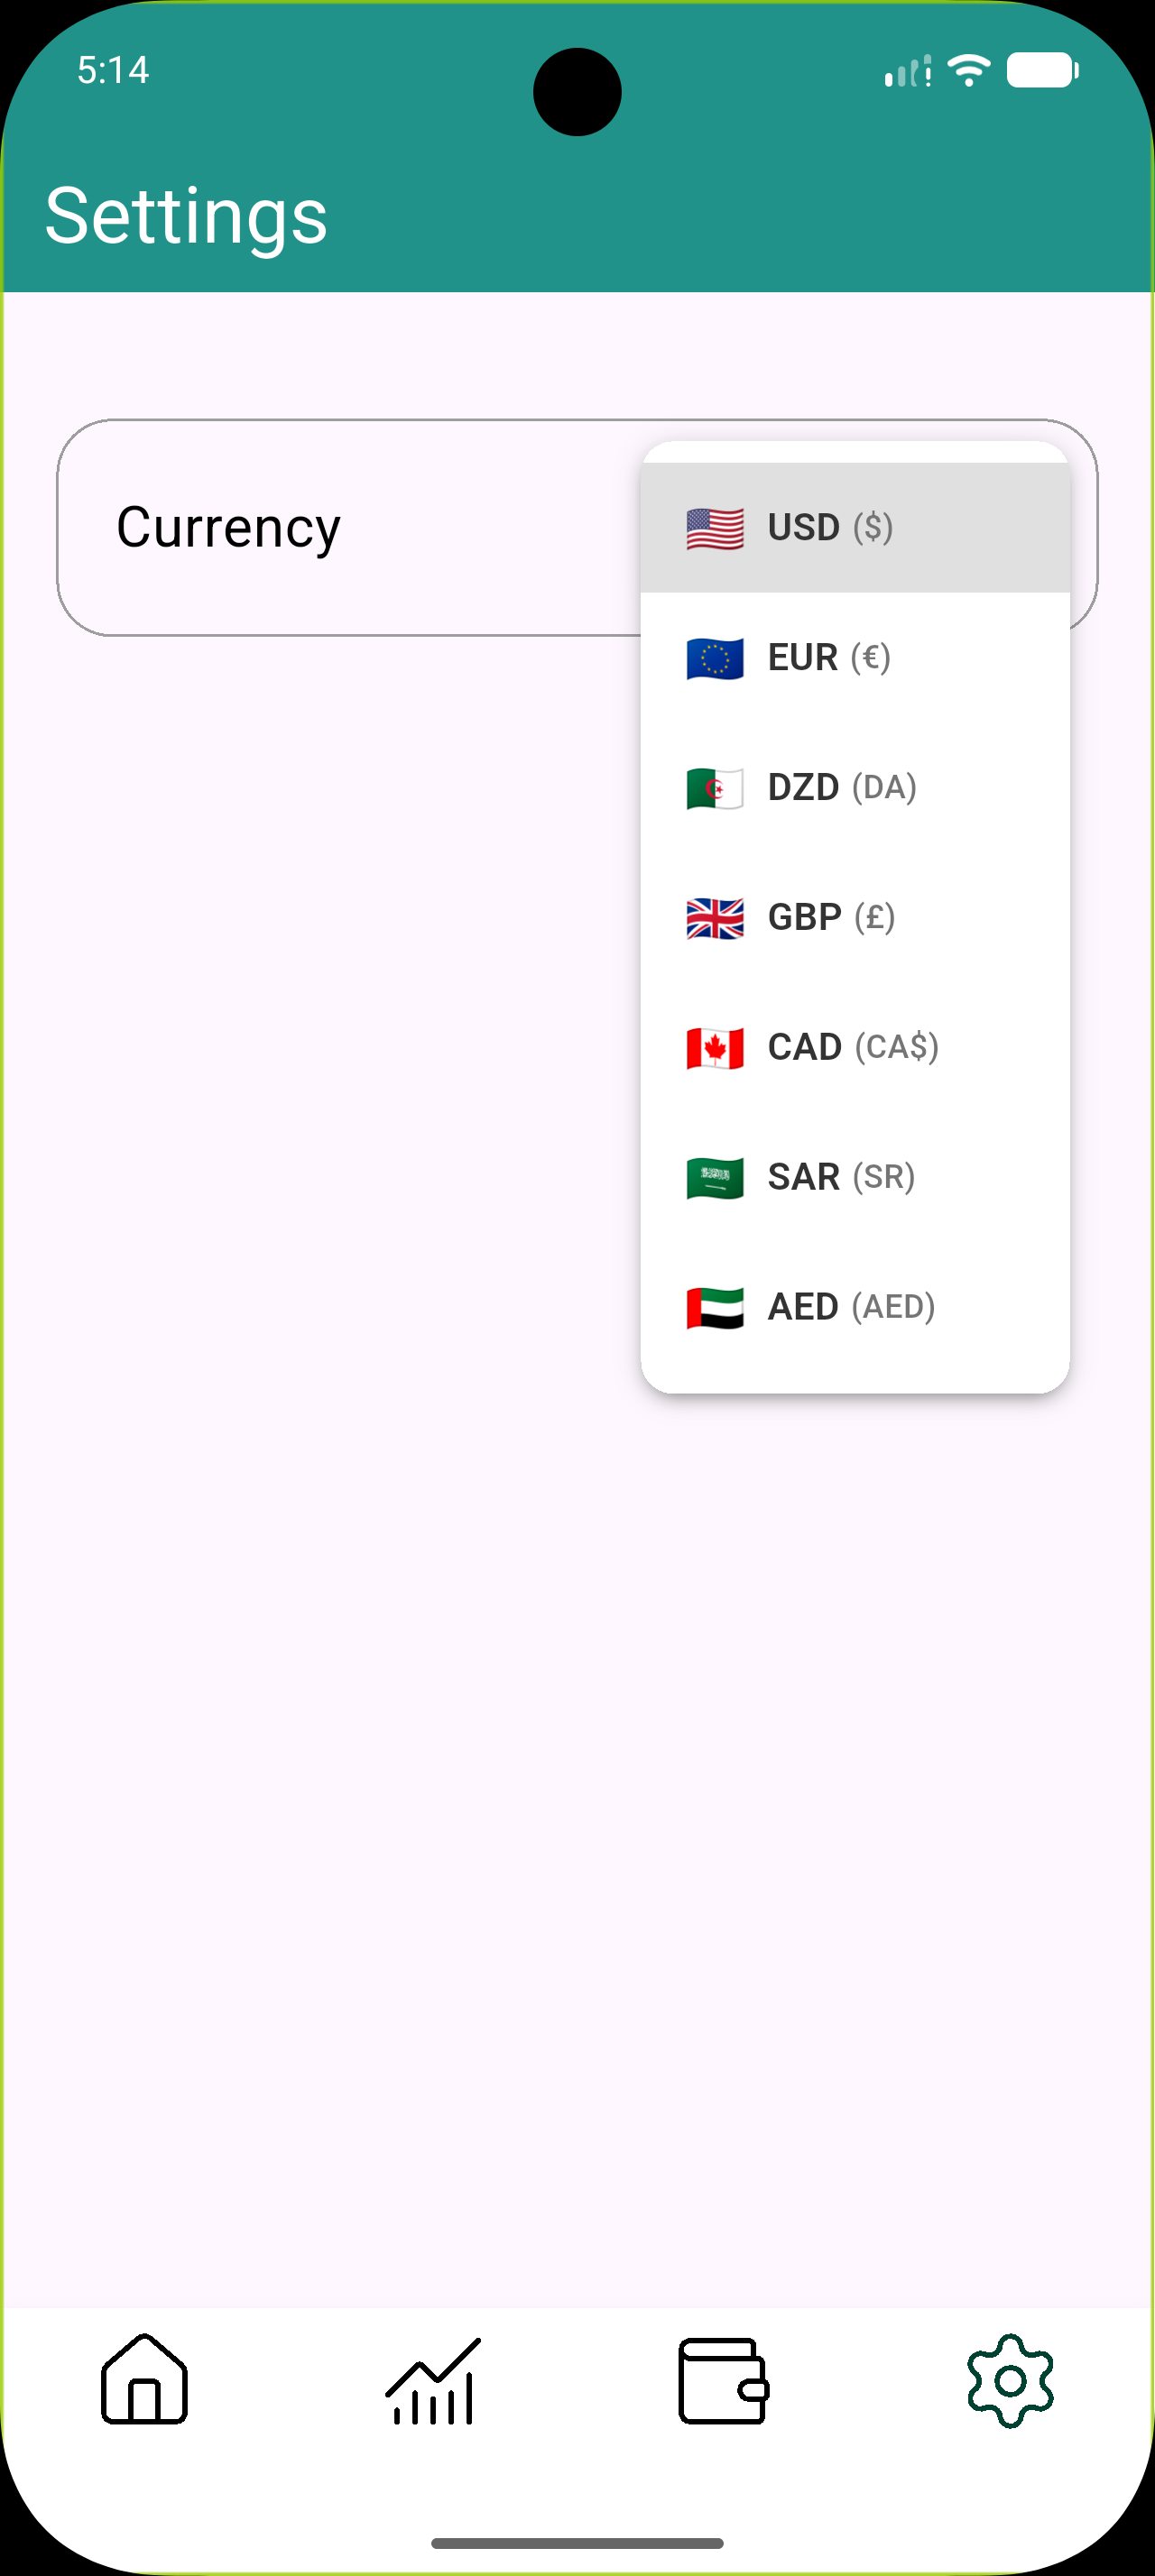 5:14
Settings
Currency
USD ($)
EUR (€)
DZD (DA)
GBP (£)
CAD (CA$)
SAR (SR)
AED (AED)